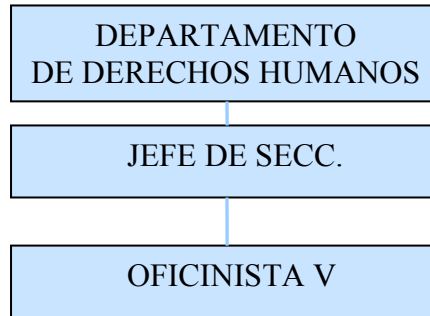 DEPARTAMENTO
DE DERECHOS HUMANOS
JEFE DE SECC.
OFICINISTA V